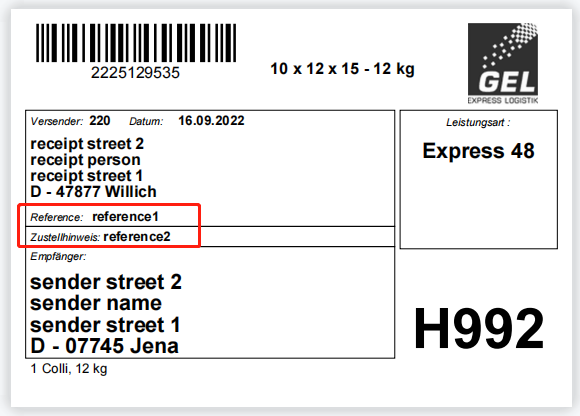 2225129535
10 x 12 x 15 - 12 kg
GEL
EXPRESS LOGISTIK
Versender: 220 Datum: 16.09.2022
receipt street 2
receipt person
receipt street 1
D - 47877 Willich
Leistungsart :
Express 48
Reference: reference1
Zustellhinweis: reference2
Empfänger:
sender street 2
sender name
sender street 1
D - 07745 Jena
H992
1 Colli, 12 kg